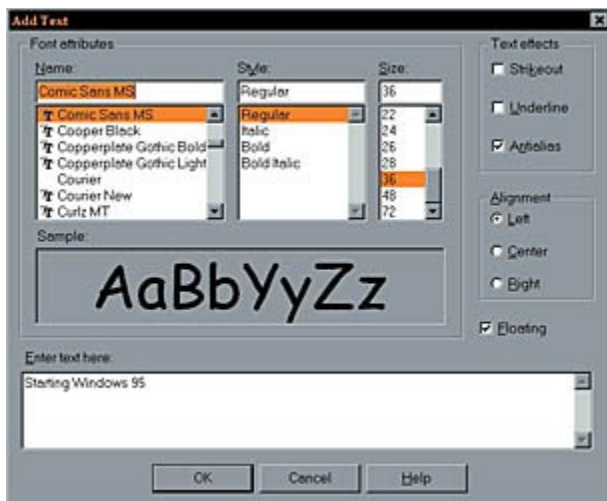 Add Text
Font attributes
Name:
Style:
Size:
Comic Sans MS
Regular
36
Comic Sans MS
Cooper Black
Copperplate Gothic Bold
Copperplate Gothic Light
Courier
Courier New
Curlz MT
Regular
Italic
Bold
Bold Italic
22
24
26
28
36
48
72
Sample:
AaBbYyZz
Text effects
Strikeout
Underline
Antialias
Alignment
Left
Center
Right
Floating
Enter text here:
Starting Windows 95
OK
Cancel
Help